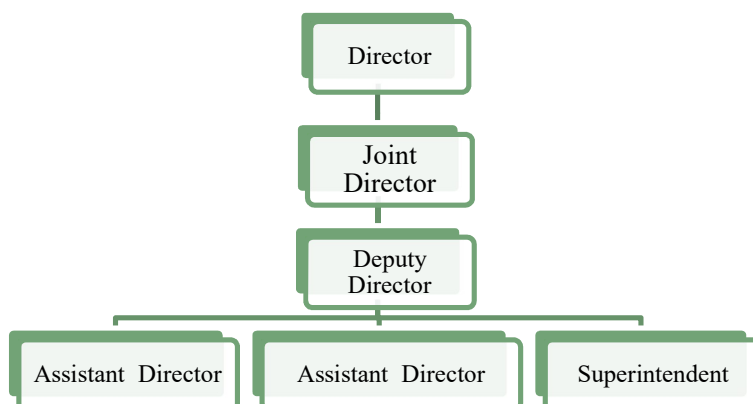 Director
Joint
Director
Deputy
Director
Assistant Director
Assistant Director
Superintendent